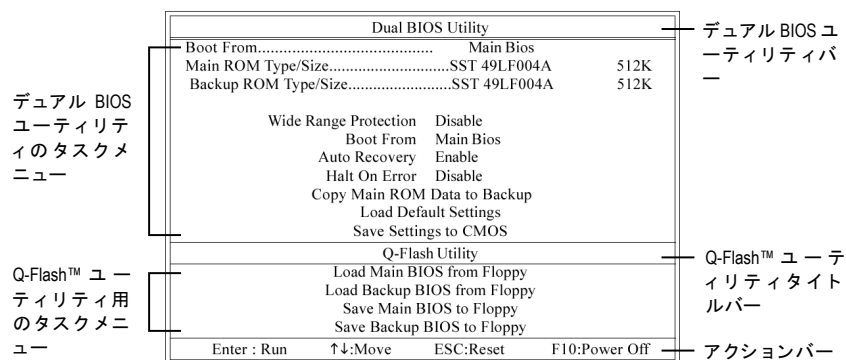 Dual BIOS Utility
Boot From........................................ Main Bios
Main ROM Type/Size.............................SST 49LF004A 512K
Backup ROM Type/Size.........................SST 49LF004A 512K
Wide Range Protection Disable
Boot From Main Bios
Auto Recovery Enable
Halt On Error Disable
Copy Main ROM Data to Backup
Load Default Settings
Save Settings to CMOS
Q-Flash Utility
Load Main BIOS from Floppy
Load Backup BIOS from Floppy
Save Main BIOS to Floppy
Save Backup BIOS to Floppy
Enter : Run ↑↓:Move ESC:Reset F10:Power Off
デュアル BIOS
ユーティリテ
ィのタスクメ
ニュー
Q-Flash™ ユー
ティリティ用
のタスクメニ
ュー
デュアル BIOS ユ
ーティリティバ
ー
Q-Flash™ ユーテ
ィリティタイト
ルバー
アクションバー